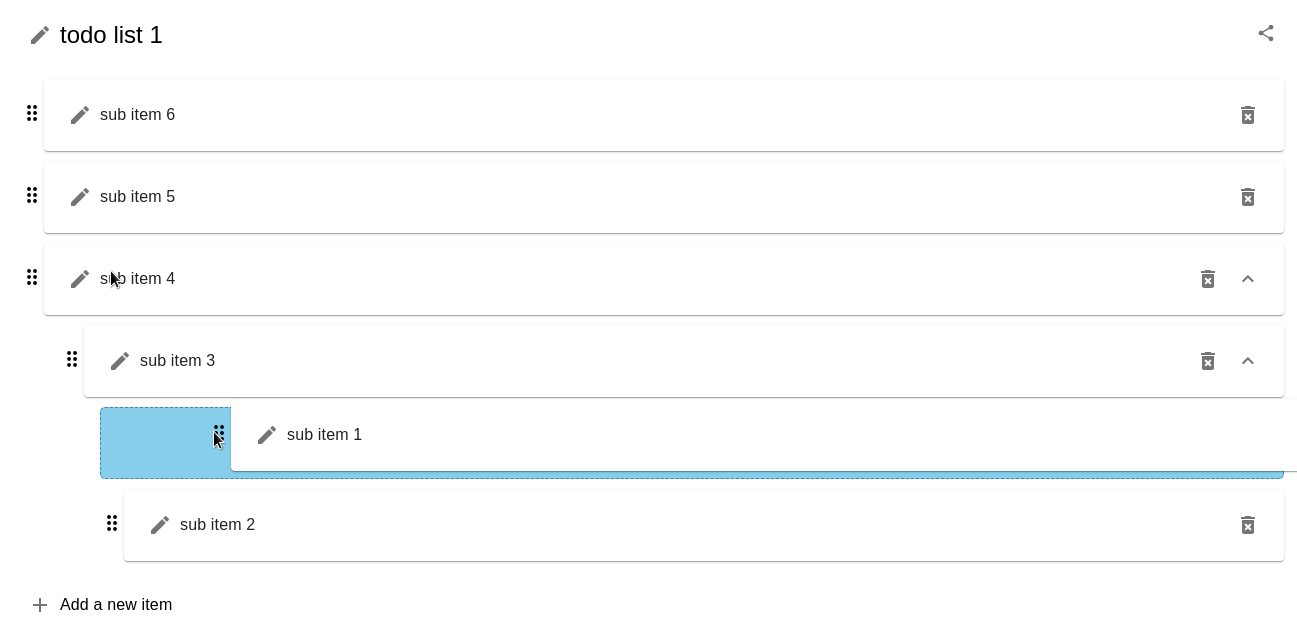 todo list 1
sub item 6
sub item 5
sub item 4
sub item 3
sub item 1
sub item 2
Add a new item